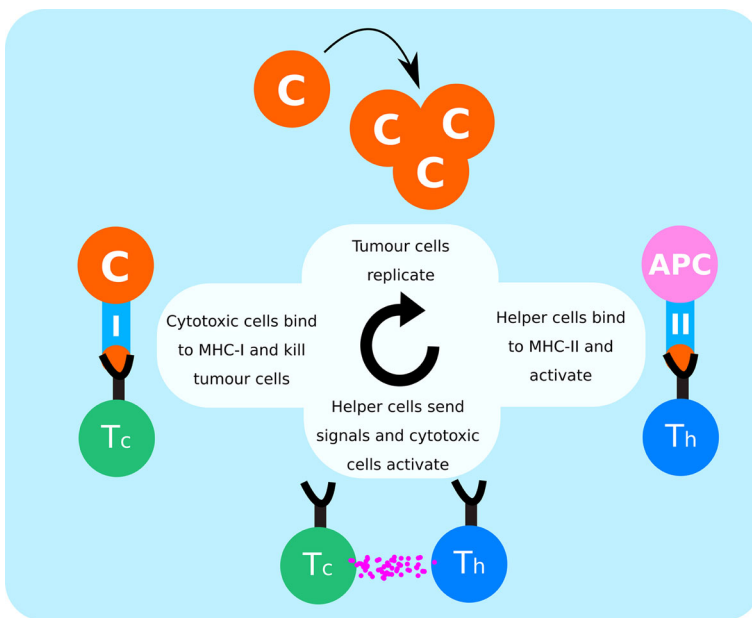 C
C
C
C
Tumour cells
replicate
C
I
Tc
Cytotoxic cells bind
to MHC-I and kill
tumour cells
Helper cells bind
to MHC-II and
activate
APC
II
Th
Helper cells send
signals and cytotoxic
cells activate
Tc
Th